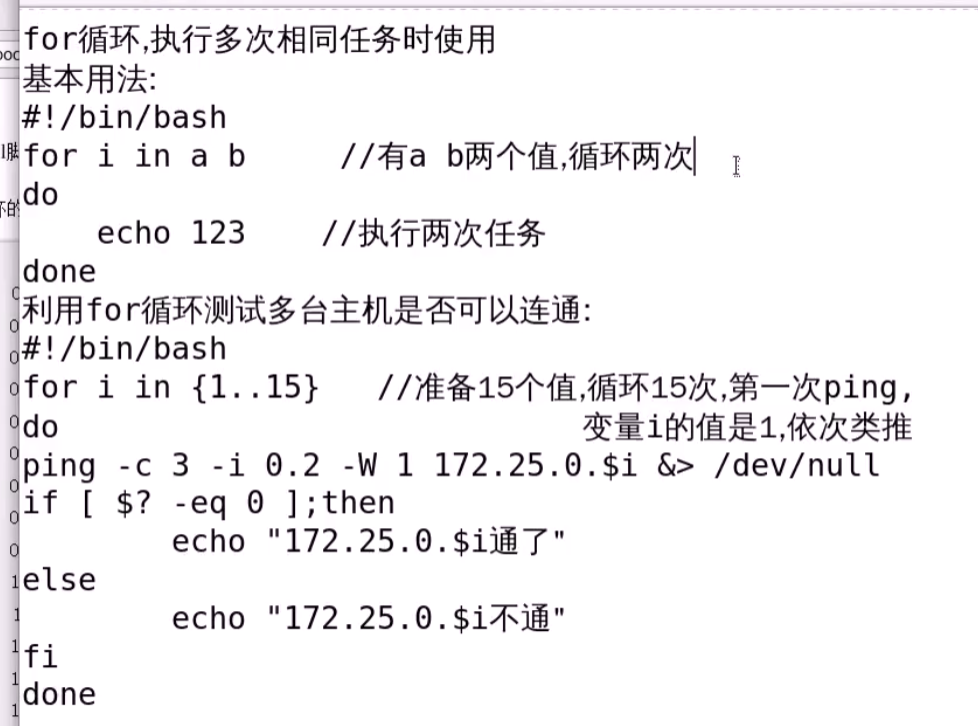 for循环,执行多次相同任务时使用
基本用法:
#!/bin/bash
for i in a b     //有a b两个值,循环两次
do
    echo 123    //执行两次任务
done
利用for循环测试多台主机是否可以连通:
#!/bin/bash
for i in {1..15}   //准备15个值,循环15次,第一次ping,
do                              变量i的值是1,依次类推
ping -c 3 -i 0.2 -W 1 172.25.0.$i &> /dev/null
if [ $? -eq 0 ];then
        echo "172.25.0.$i通了"
else
        echo "172.25.0.$i不通"
fi
done